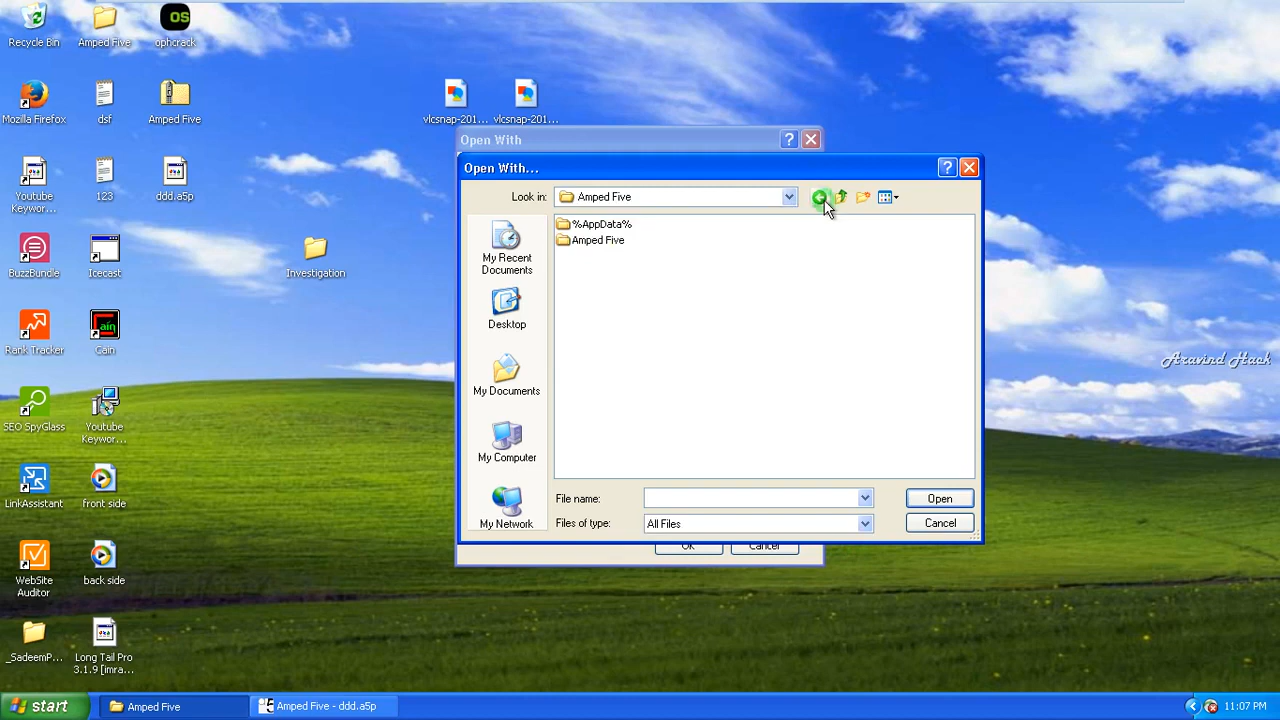 Recycle Bin
Amped Five
OS
ophcrack
Mozilla Firefox
dsf
Amped Five
vlcsnap-201...
vlcsnap-201...
Youtube
Keywor...
123
ddd.a5p
BuzzBundle
Icecast
Investigation
Rank Tracker
Cain
Cain
SEO SpyGlass
Youtube
Keywor...
LinkAssistant
front side
WebSite
Auditor
back side
_SadeemP...
Long Tail Pro
3.1.9 [imra...
Open With
Open With...
Look in:
Amped Five
%AppData%
Amped Five
My Recent
Documents
Desktop
My Documents
My Computer
My Network
File name:
Open
Files of type:
All Files
Cancel
OK
Cancel
Aravind Hack
start
Amped Five
Amped Five - ddd.a5p
11:07 PM